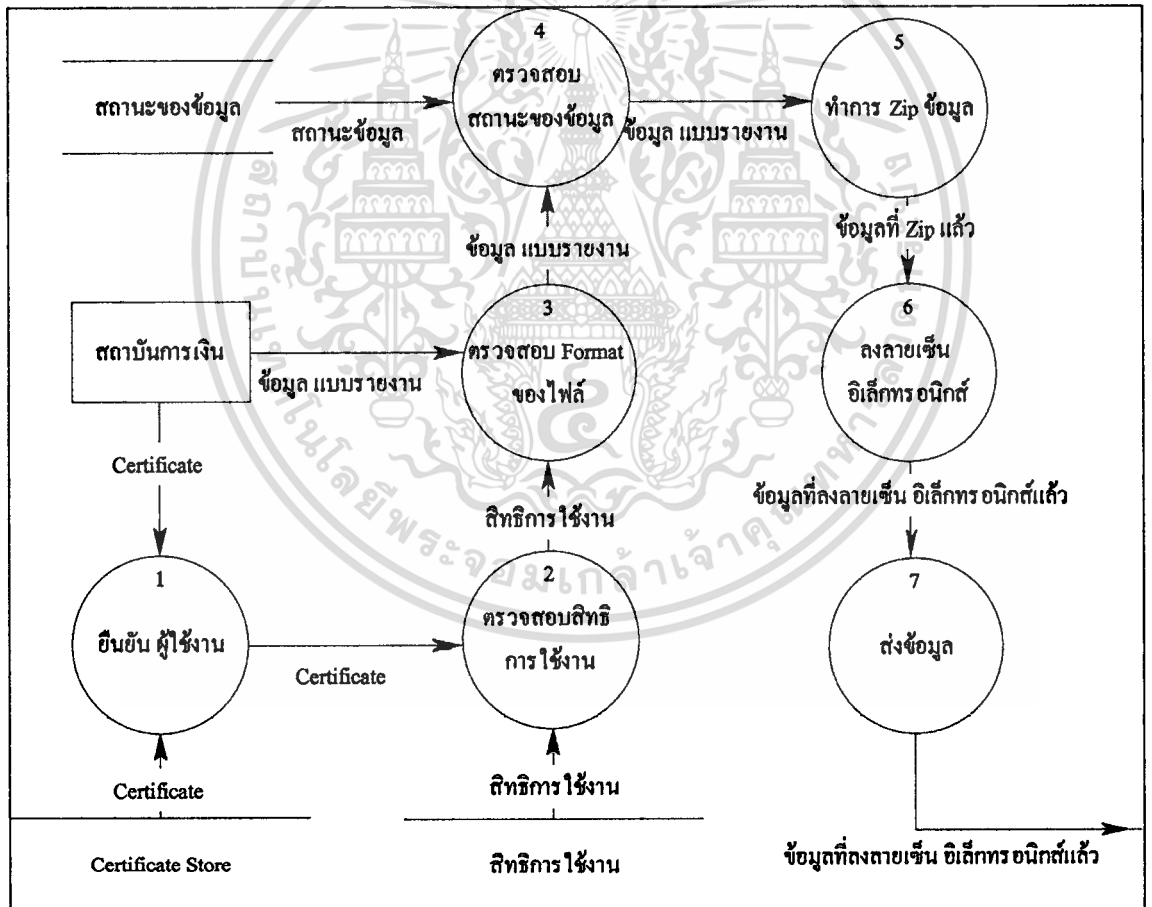 4
ตรวจสอบ
สถานะของข้อมูล
5
ทำการ Zip ข้อมูล
สถานะของข้อมูล
สถานะข้อมูล
ข้อมูล แบบรายงาน
ข้อมูลที่ Zip แล้ว
ข้อมูล แบบรายงาน
สถาบันการเงิน
ข้อมูล แบบรายงาน
3
ตรวจสอบ Format
ของไฟล์
6
ลงลายเซ็น
อิเล็กทรอนิกส์
Certificate
สิทธิการใช้งาน
ข้อมูลที่ลงลายเซ็น อิเล็กทรอนิกส์แล้ว
1
ยืนยัน ผู้ใช้งาน
Certificate
2
ตรวจสอบสิทธิ
การใช้งาน
7
ส่งข้อมูล
Certificate
สิทธิการใช้งาน
Certificate Store
สิทธิการใช้งาน
ข้อมูลที่ลงลายเซ็น อิเล็กทรอนิกส์แล้ว